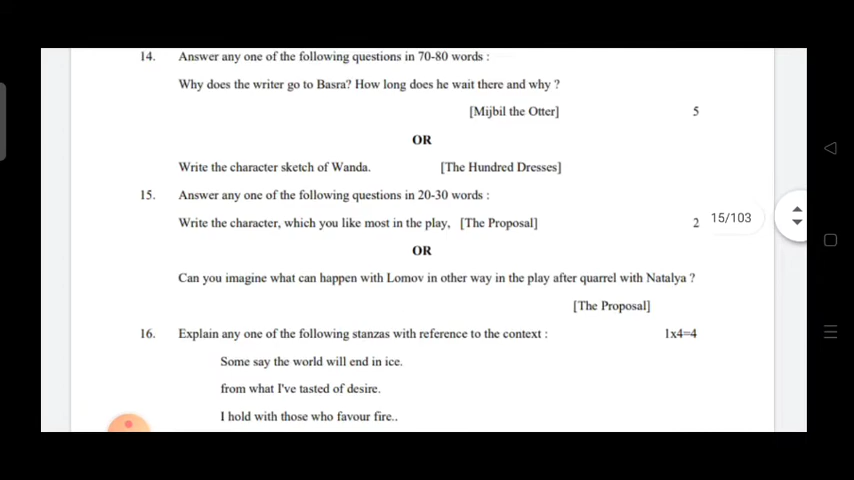 14. Answer any one of the following questions in 70-80 words :
Why does the writer go to Basra? How long does he wait there and why ?
[Mijbil the Otter] 5
OR
Write the character sketch of Wanda. [The Hundred Dresses]
15. Answer any one of the following questions in 20-30 words :
Write the character, which you like most in the play, [The Proposal] 2
15/103
OR
Can you imagine what can happen with Lomov in other way in the play after quarrel with Natalya ?
[The Proposal]
16. Explain any one of the following stanzas with reference to the context : 1x4=4
Some say the world will end in ice.
from what I've tasted of desire.
I hold with those who favour fire..